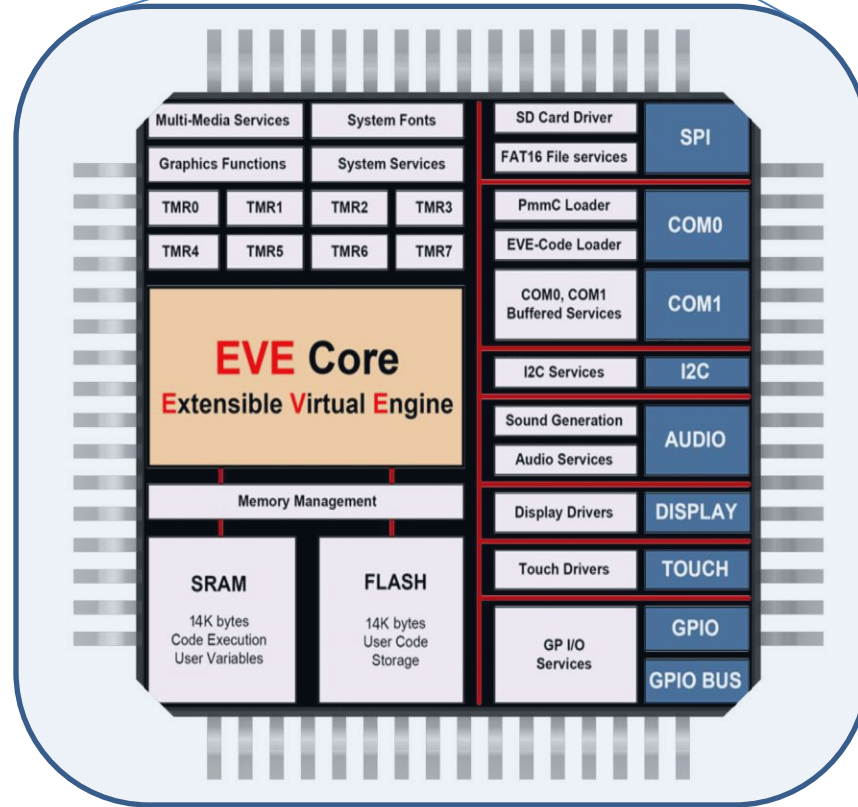 Multi-Media Services
System Fonts
Graphics Functions
System Services
TMR0
TMR1
TMR2
TMR3
TMR4
TMR5
TMR6
TMR7
EVE Core
Extensible Virtual Engine
Memory Management
SRAM
14K bytes
Code Execution
User Variables
FLASH
14K bytes
User Code
Storage
SD Card Driver
FAT16 File services
SPI
PmmC Loader
EVE-Code Loader
COM0
COM0, COM1
Buffered Services
COM1
I2C Services
I2C
Sound Generation
Audio Services
AUDIO
Display Drivers
DISPLAY
Touch Drivers
TOUCH
GP I/O
Services
GPIO
GPIO BUS